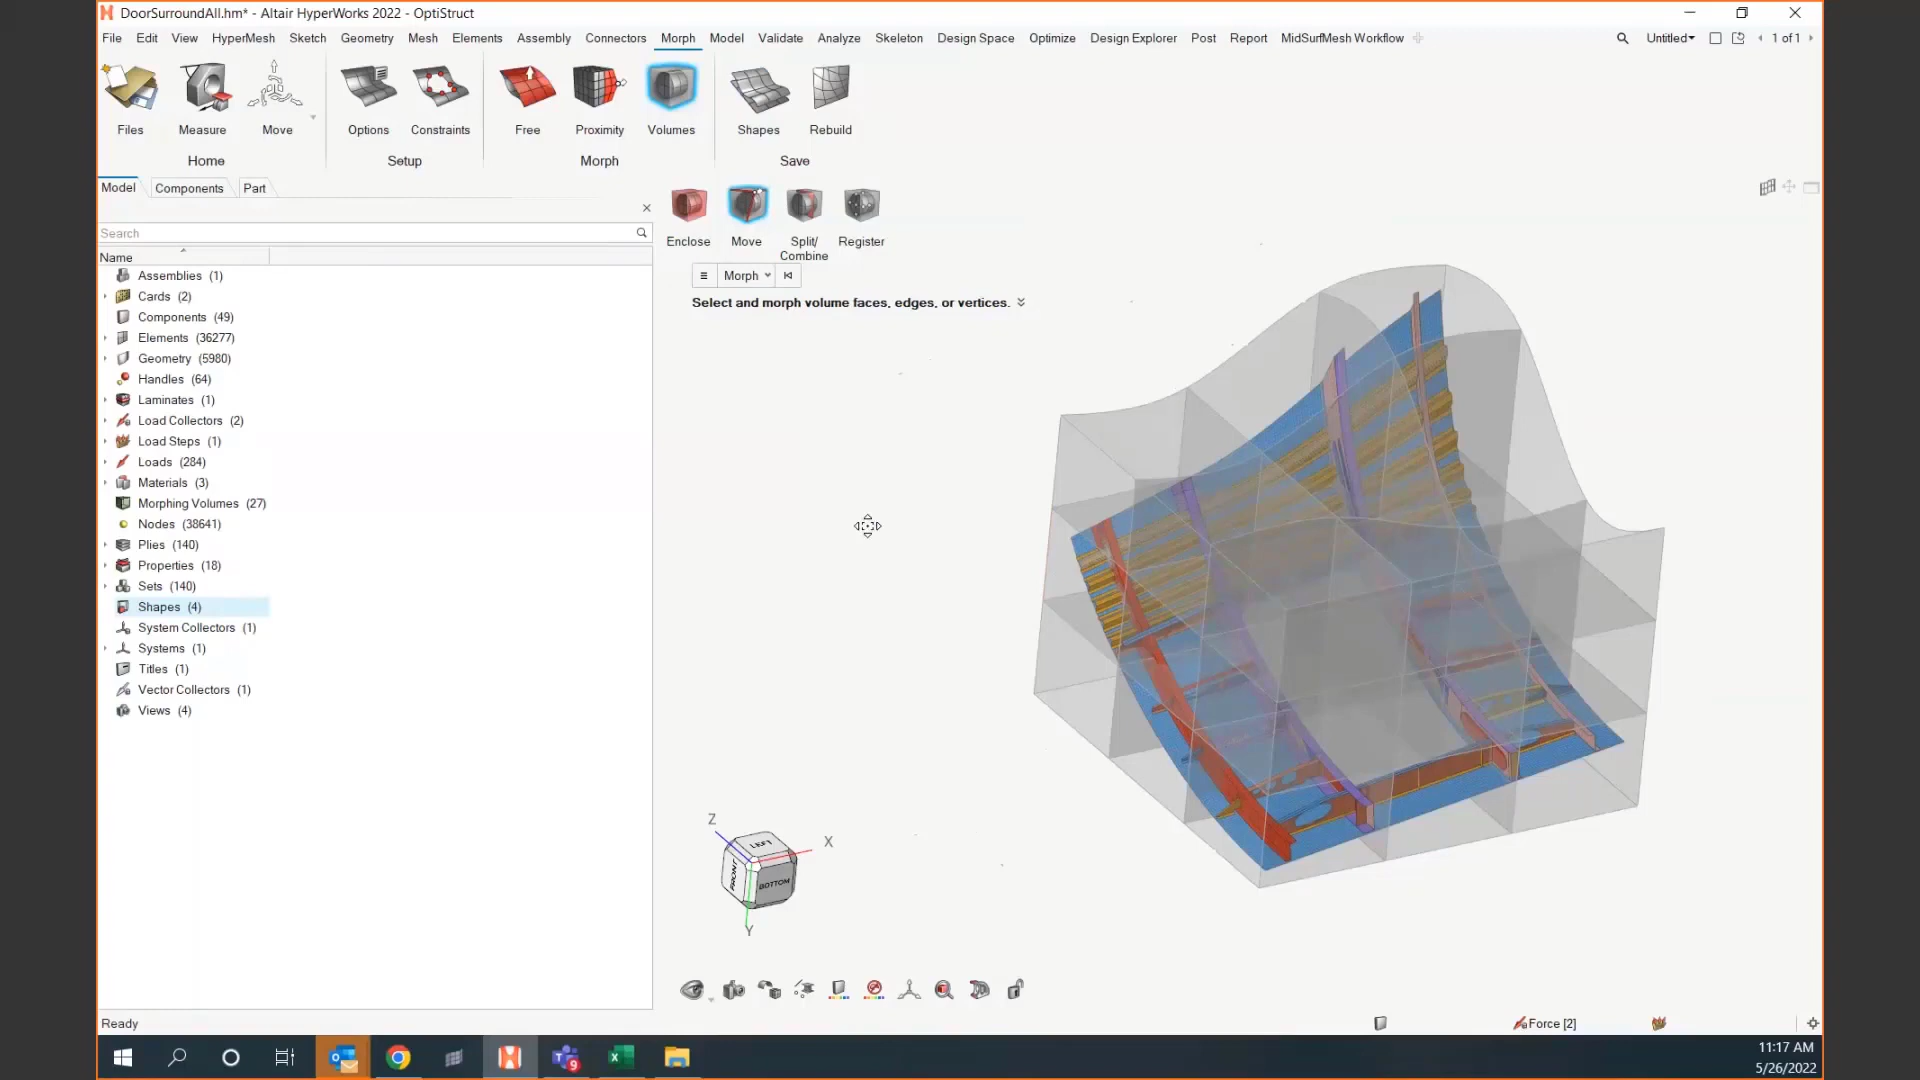 DoorSurroundAll.hm* - Altair HyperWorks 2022 - OptiStruct
File Edit View HyperMesh Sketch Geometry Mesh Elements Assembly Connectors Morph Model Validate Analyze Skeleton Design Space Optimize Design Explorer Post Report MidSurfMesh Workflow
Untitled
1 of 1
Files Measure Move Options Constraints Free Proximity Volumes Shapes Rebuild
Home Setup Morph Save
Model Components Part
Search
Name
Assemblies (1)
Cards (2)
Components (49)
Elements (36277)
Geometry (5980)
Handles (64)
Laminates (1)
Load Collectors (2)
Load Steps (1)
Loads (284)
Materials (3)
Morphing Volumes (27)
Nodes (38641)
Plies (140)
Properties (18)
Sets (140)
Shapes (4)
System Collectors (1)
Systems (1)
Titles (1)
Vector Collectors (1)
Views (4)
Enclose Move Split/ Register
Combine
Morph
Select and morph volume faces, edges, or vertices.
Z
X
LEFT
FRONT
BOTTOM
Y
Ready
Force [2]
9
11:17 AM
5/26/2022